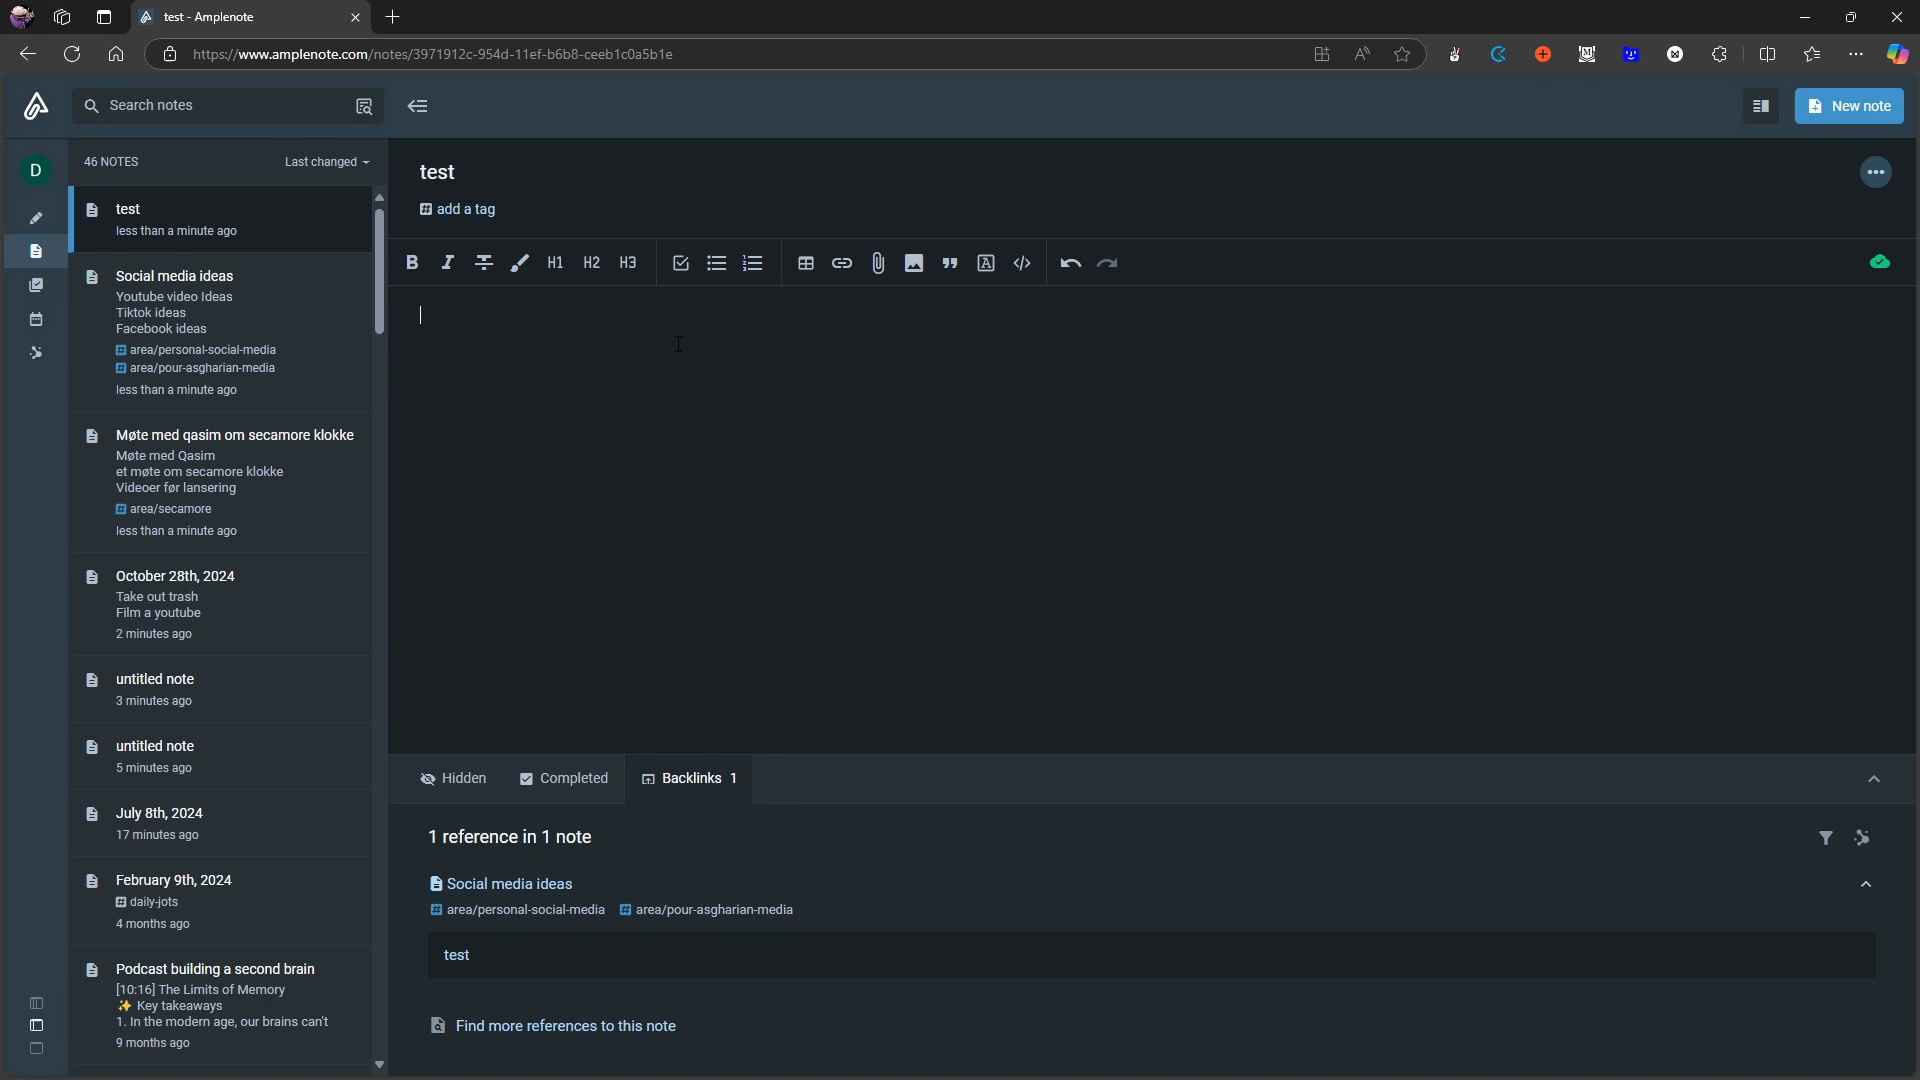 test - Amplenote
https://www.amplenote.com/notes/3971912c-954d-11ef-b6b8-ceeb1c0a5b1e
Search notes
New note
D
46 NOTES
Last changed
test
less than a minute ago
Social media ideas
Youtube video Ideas
Tiktok ideas
Facebook ideas
area/personal-social-media
area/pour-asgharian-media
less than a minute ago
Møte med qasim om secamore klokke
Møte med Qasim
et møte om secamore klokke
Videoer før lansering
area/secamore
less than a minute ago
October 28th, 2024
Take out trash
Film a youtube
2 minutes ago
untitled note
3 minutes ago
untitled note
5 minutes ago
July 8th, 2024
17 minutes ago
February 9th, 2024
daily-jots
4 months ago
Podcast building a second brain
[10:16] The Limits of Memory
✨ Key takeaways
1. In the modern age, our brains can't
9 months ago
test
add a tag
B I S H1 H2 H3 A
Hidden
Completed
Backlinks 1
1 reference in 1 note
Social media ideas
area/personal-social-media area/pour-asgharian-media
test
Find more references to this note